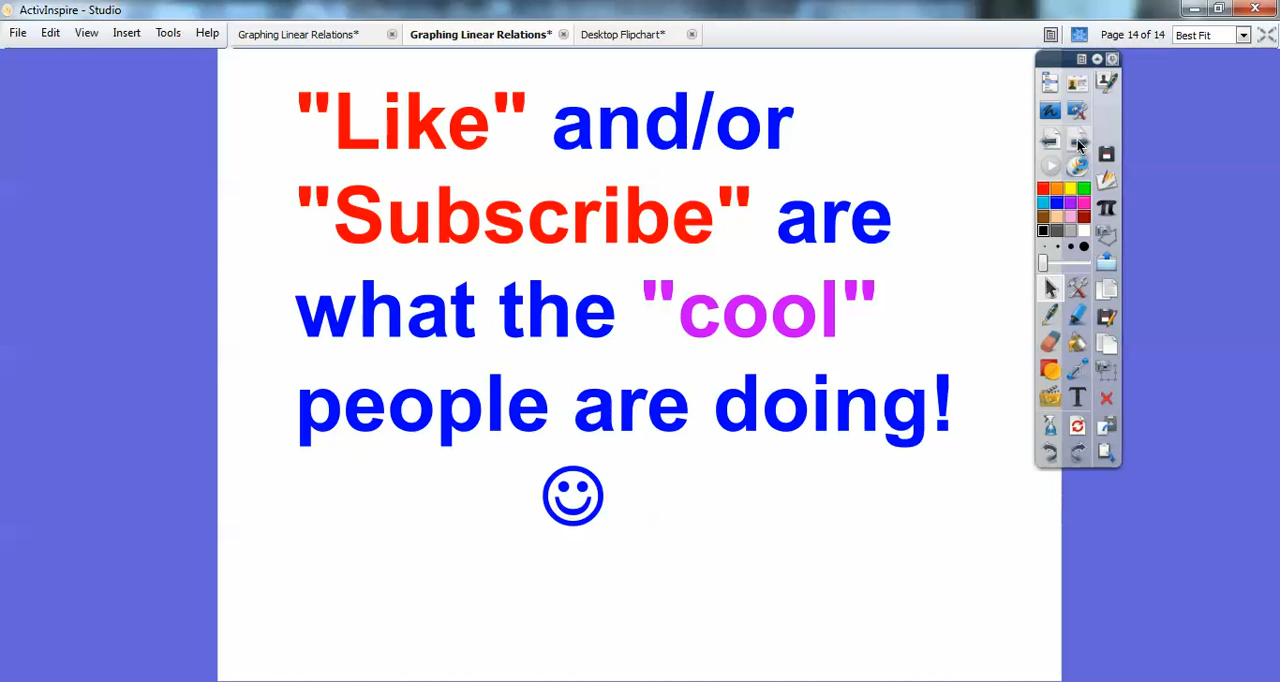 ActivInspire - Studio
File Edit View Insert Tools Help
Graphing Linear Relations* Graphing Linear Relations* Desktop Flipchart*
Page 14 of 14 Best Fit
"Like" and/or
"Subscribe" are
what the "cool"
people are doing!